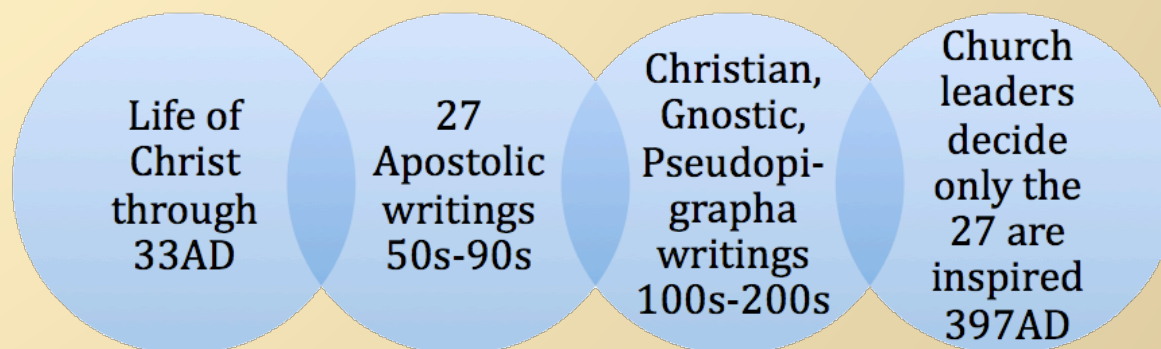 Life of
Christ
through
33AD
27
Apostolic
writings
50s-90s
Christian,
Gnostic,
Pseudopi-
grapha
writings
100s-200s
Church
leaders
decide
only the
27 are
inspired
397AD